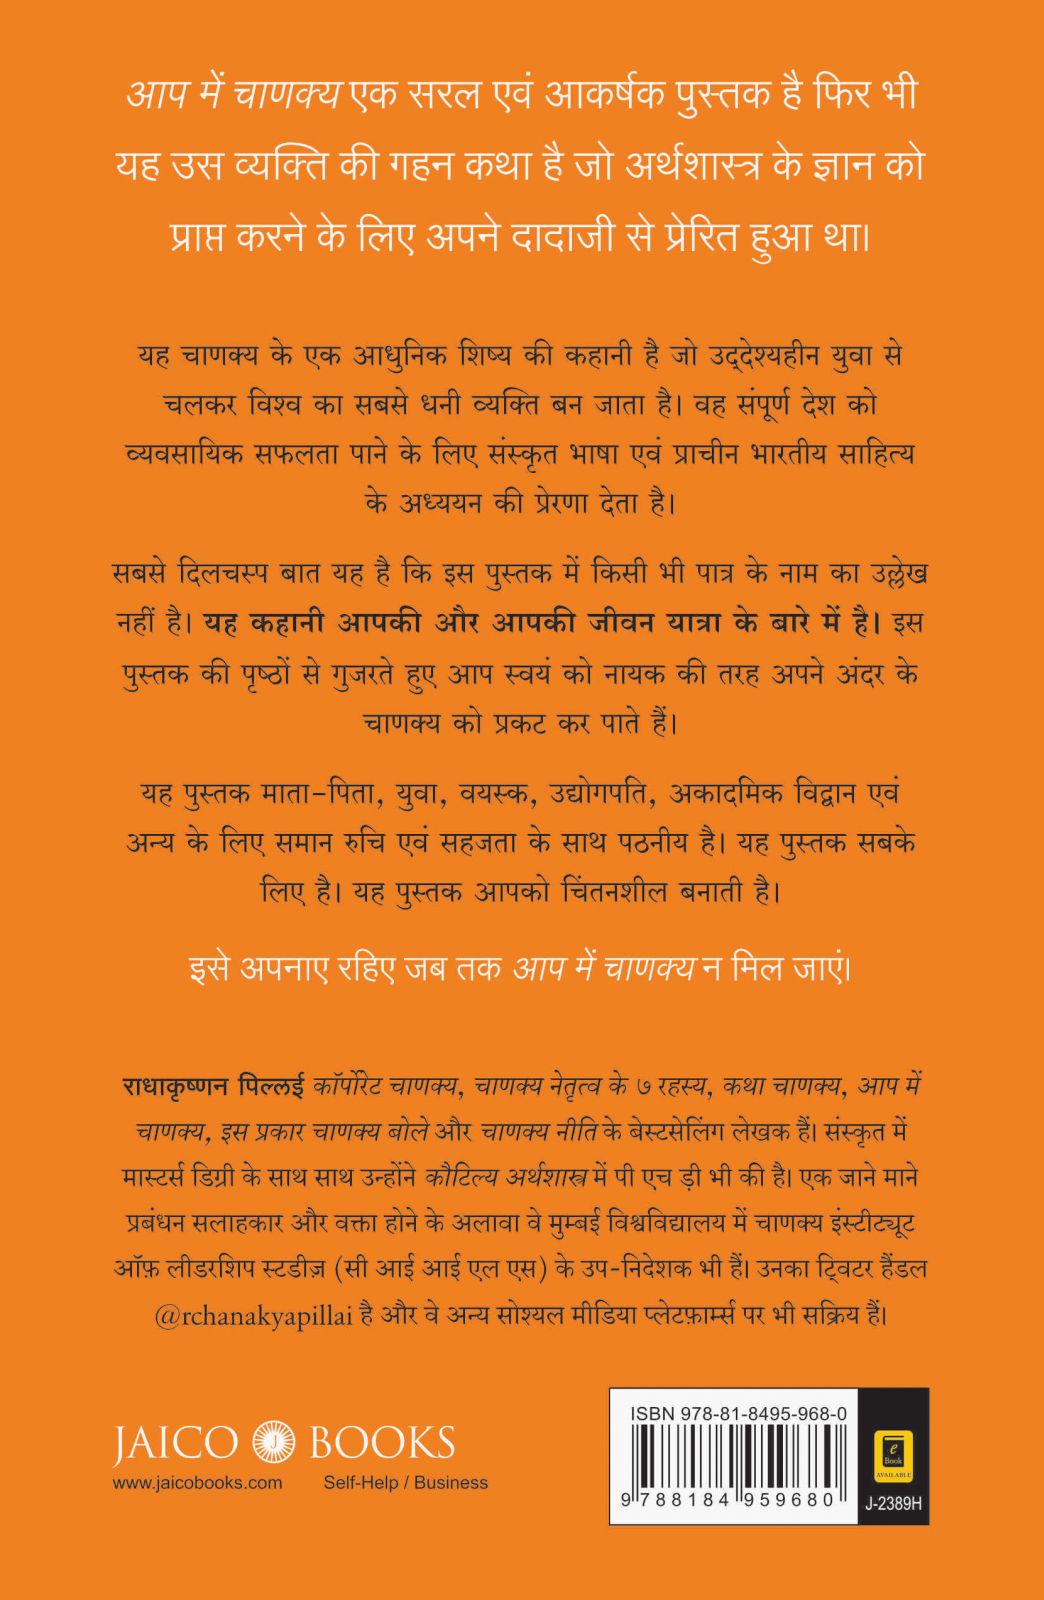 आप में चाणक्य एक सरल एवं आकर्षक पुस्तक है फिर भी
यह उस व्यक्ति की गहन कथा है जो अर्थशास्त्र के ज्ञान को
प्राप्त करने के लिए अपने दादाजी से प्रेरित हुआ था।
यह चाणक्य के एक आधुनिक शिष्य की कहानी है जो उद्देश्यहीन युवा से
चलकर विश्व का सबसे धनी व्यक्ति बन जाता है। वह संपूर्ण देश को
व्यवसायिक सफलता पाने के लिए संस्कृत भाषा एवं प्राचीन भारतीय साहित्य
के अध्ययन की प्रेरणा देता है।
सबसे दिलचस्प बात यह है कि इस पुस्तक में किसी भी पात्र के नाम का उल्लेख
नहीं है। यह कहानी आपकी और आपकी जीवन यात्रा के बारे में है। इस
पुस्तक की पृष्ठों से गुजरते हुए आप स्वयं को नायक की तरह अपने अंदर के
चाणक्य को प्रकट कर पाते हैं।
यह पुस्तक माता-पिता, युवा, वयस्क, उद्योगपति, अकादमिक विद्वान एवं
अन्य के लिए समान रुचि एवं सहजता के साथ पठनीय है। यह पुस्तक सबके
लिए है। यह पुस्तक आपको चिंतनशील बनाती है।
इसे अपनाए रहिए जब तक आप में चाणक्य न मिल जाएं।
राधाकृष्णन पिल्लई कॉर्पोरेट चाणक्य, चाणक्य नेतृत्व के ७ रहस्य, कथा चाणक्य, आप में
चाणक्य, इस प्रकार चाणक्य बोले और चाणक्य नीति के बेस्टसेलिंग लेखक हैं। संस्कृत में
मास्टर्स डिग्री के साथ साथ उन्होंने कौटिल्य अर्थशास्त्र में पी एच ड़ी भी की है। एक जाने माने
प्रबंधन सलाहकार और वक्ता होने के अलावा वे मुम्बई विश्वविद्यालय में चाणक्य इंस्टीट्यूट
ऑफ़ लीडरशिप स्टडीज़ (सी आई आई एल एस) के उप-निदेशक भी हैं। उनका ट्विटर हैंडल
@rchanakyapillai है और वे अन्य सोश्यल मीडिया प्लेटफ़ार्म्स पर भी सक्रिय हैं।
JAICO J BOOKS
www.jaicobooks.com Self-Help / Business
ISBN 978-81-8495-968-0
9 788184 959680
e
Book
AVAILABLE
J-2389H